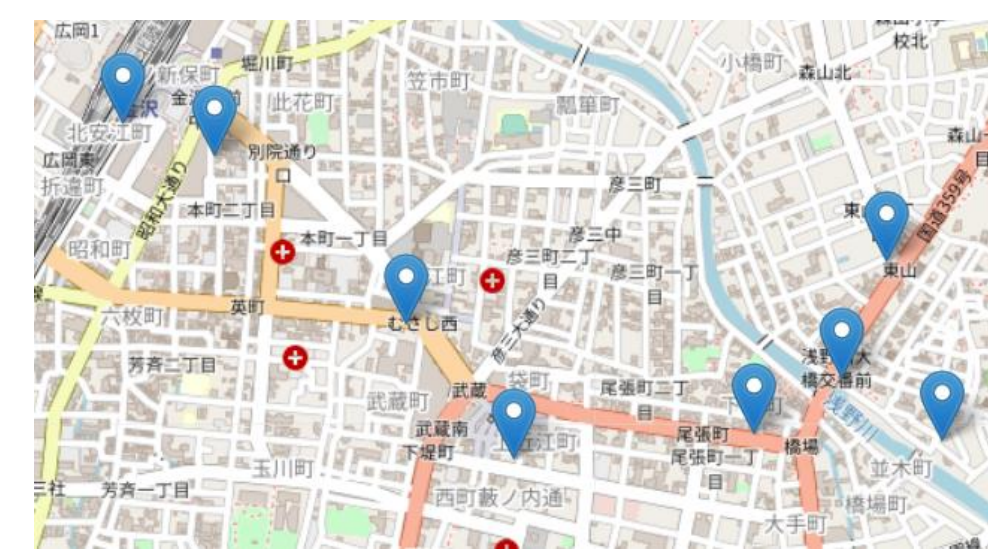 広岡1
校北
堀川町
新保町
笠市町
小橋町
森山北
此花町
瓢箪町
北安江町
広岡東
折違町
別院通り
口
森山一
目
彦三町
国道359号
昭和大通り
本町二丁目
本町一丁目
彦三中
昭和町
彦三町二丁
目
彦三町一丁
目
東山
六枚町
英町
むさし西
彦三大通り
芳斉二丁目
橋交番前
武蔵
袋町
尾張町二丁
目
武蔵町
浅野川
武蔵南
下堤町
尾張町
尾張町一丁
目
橋場
玉川町
並木町
三社
芳斉一丁目
西町藪ノ内通
橋場町
大手町